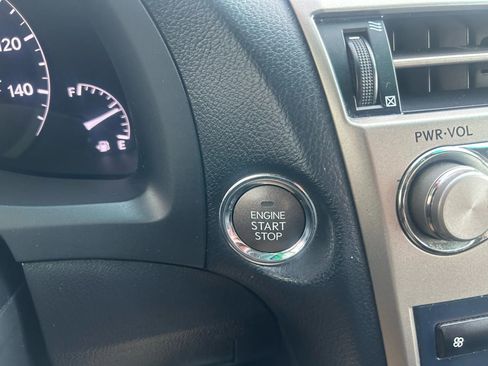 120
140
F
E
PWR·VOL
ENGINE
START
STOP